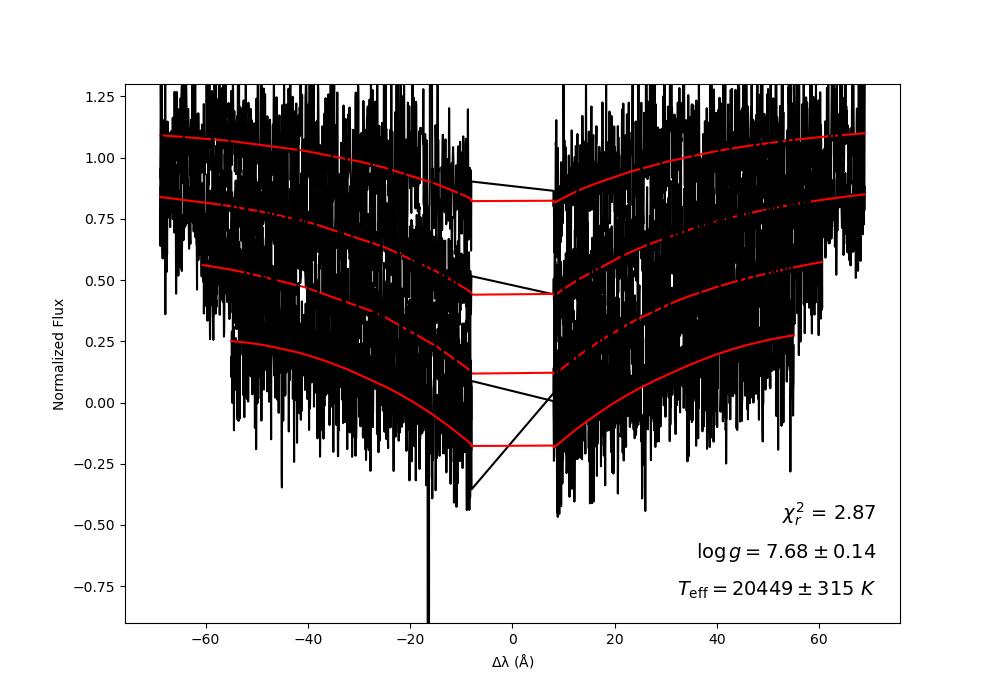 1.25
1.00
0.75
0.50
0.25
0.00
−0.25
−0.50
−0.75
Normalized Flux
χ²ᵣ = 2.87
log g = 7.68 ± 0.14
T_eff = 20449 ± 315 K
−60 −40 −20 0 20 40 60
Δλ (Å)